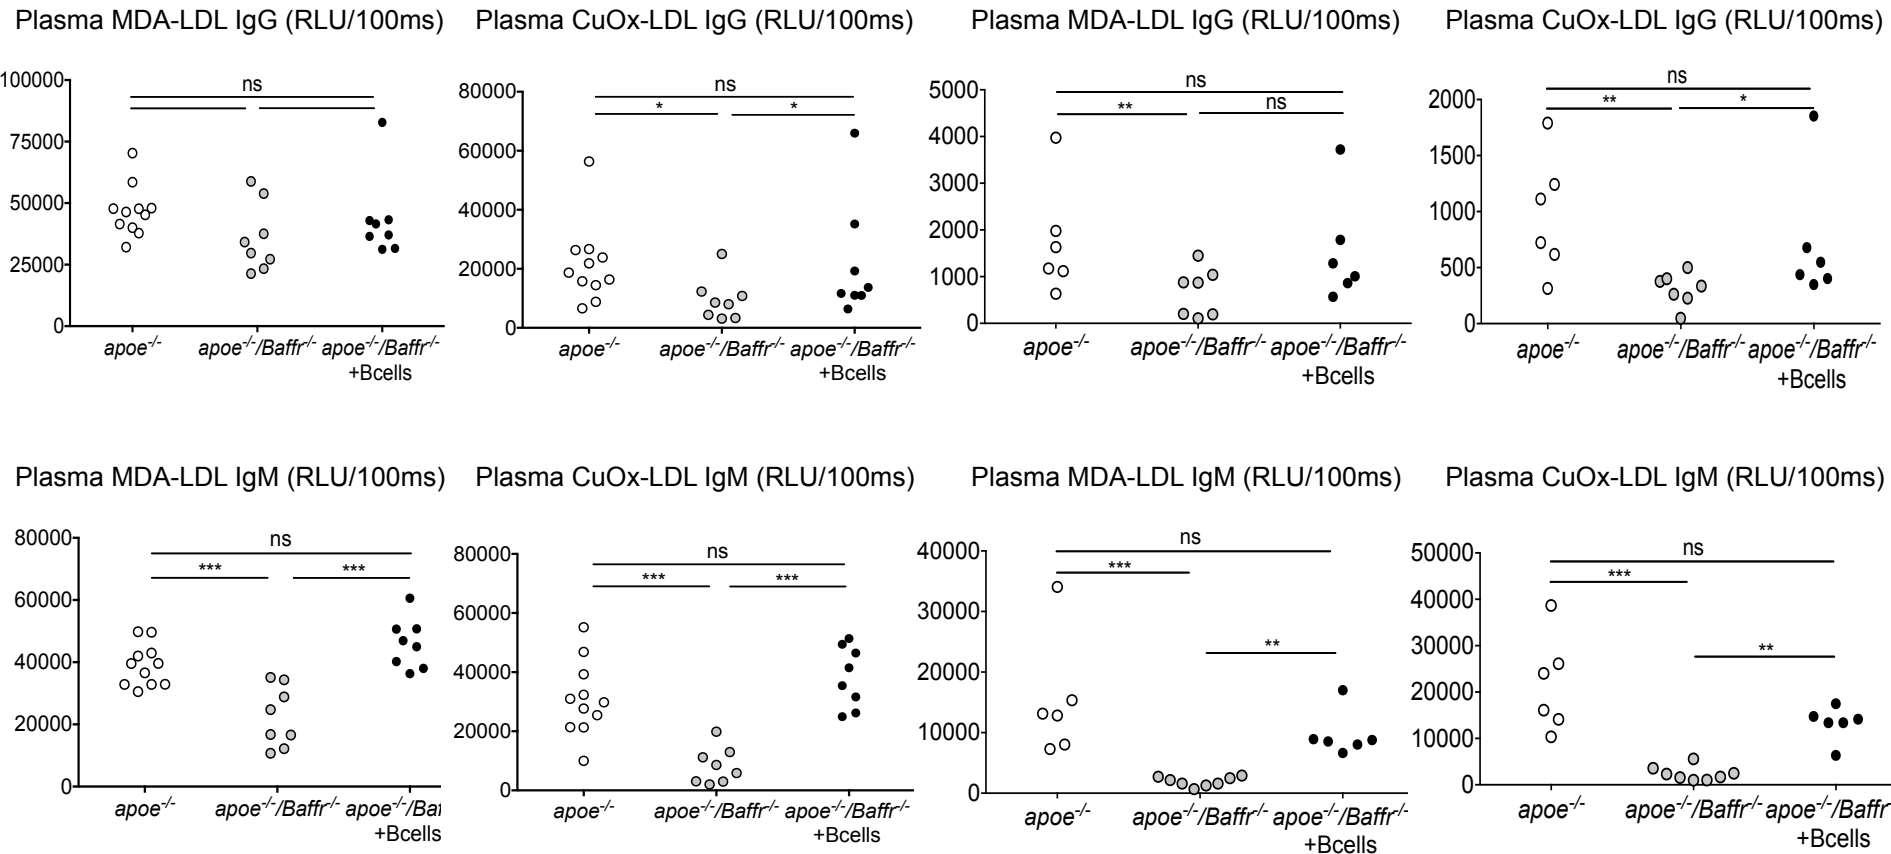 Plasma MDA-LDL IgG (RLU/100ms)
100000
75000
50000
25000
0
ns
apoe-/-
apoe-/-/Baffr-/-
apoe-/-/Baffr-/-
+Bcells
Plasma CuOx-LDL IgG (RLU/100ms)
80000
60000
40000
20000
0
ns
*
*
apoe-/-
apoe-/-/Baffr-/-
apoe-/-/Baffr-/-
+Bcells
Plasma MDA-LDL IgG (RLU/100ms)
5000
4000
3000
2000
1000
0
ns
**
ns
apoe-/-
apoe-/-/Baffr-/-
apoe-/-/Baffr-/-
+Bcells
Plasma CuOx-LDL IgG (RLU/100ms)
2000
1500
1000
500
0
ns
**
*
apoe-/-
apoe-/-/Baffr-/-
apoe-/-/Baffr-/-
+Bcells
Plasma MDA-LDL IgM (RLU/100ms)
80000
60000
40000
20000
0
ns
***
***
apoe-/-
apoe-/-/Baffr-/-
apoe-/-/Baf
+Bcells
Plasma CuOx-LDL IgM (RLU/100ms)
80000
60000
40000
20000
0
ns
***
***
apoe-/-
apoe-/-/Baffr-/-
apoe-/-/Baffr-/-
+Bcells
Plasma MDA-LDL IgM (RLU/100ms)
40000
30000
20000
10000
0
ns
***
**
apoe-/-
apoe-/-/Baffr-/-
apoe-/-/Baffr-/-
+Bcells
Plasma CuOx-LDL IgM (RLU/100ms)
50000
40000
30000
20000
10000
0
ns
***
**
apoe-/-
apoe-/-/Baffr-/-
apoe-/-/Baffr-
+Bcells